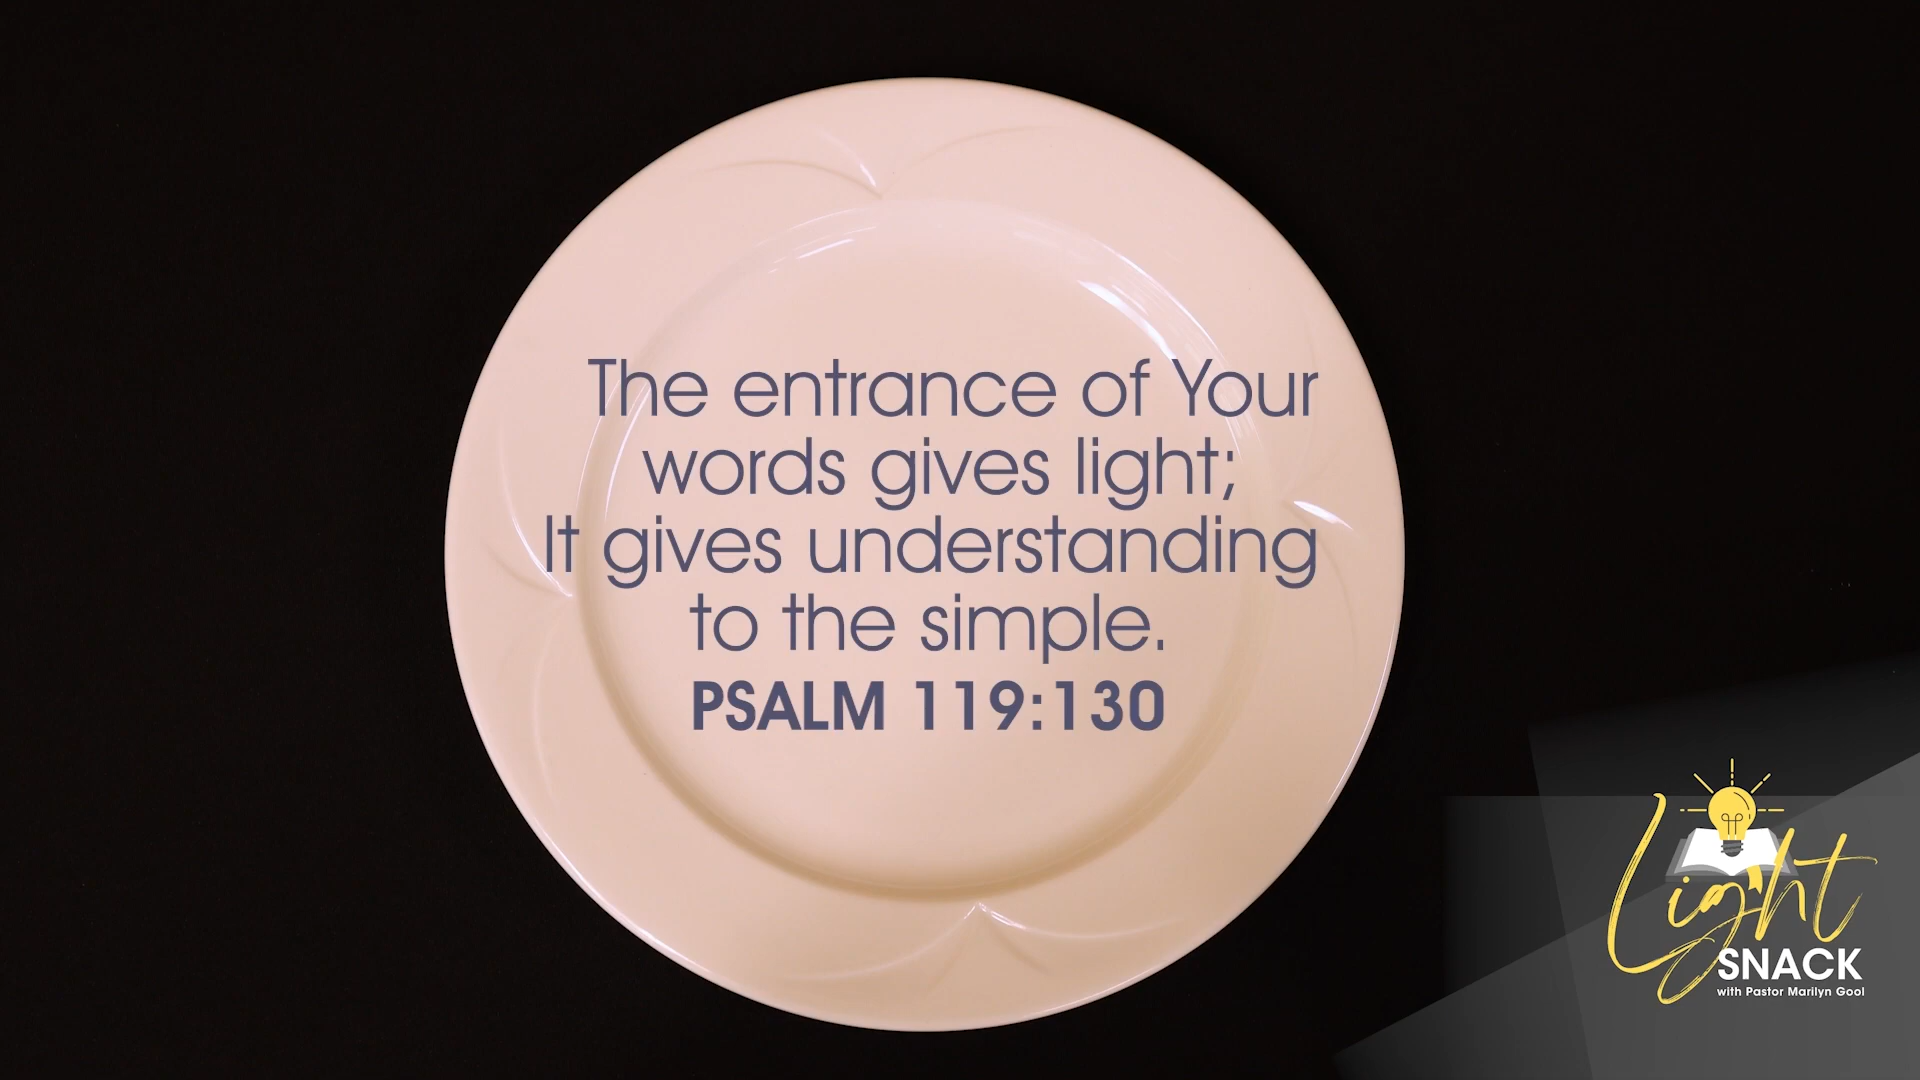 The entrance of Your
words gives light;
It gives understanding
to the simple.
PSALM 119:130
Light
SNACK
with Pastor Marilyn Gool